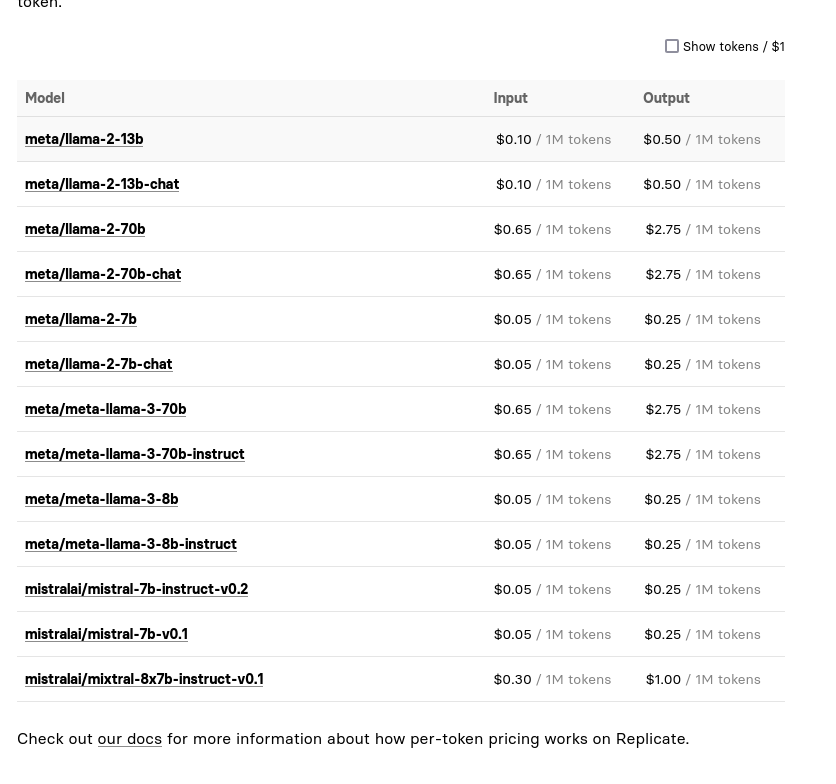 token.
Show tokens / $1
Model Input Output
meta/llama-2-13b $0.10 / 1M tokens $0.50 / 1M tokens
meta/llama-2-13b-chat $0.10 / 1M tokens $0.50 / 1M tokens
meta/llama-2-70b $0.65 / 1M tokens $2.75 / 1M tokens
meta/llama-2-70b-chat $0.65 / 1M tokens $2.75 / 1M tokens
meta/llama-2-7b $0.05 / 1M tokens $0.25 / 1M tokens
meta/llama-2-7b-chat $0.05 / 1M tokens $0.25 / 1M tokens
meta/meta-llama-3-70b $0.65 / 1M tokens $2.75 / 1M tokens
meta/meta-llama-3-70b-instruct $0.65 / 1M tokens $2.75 / 1M tokens
meta/meta-llama-3-8b $0.05 / 1M tokens $0.25 / 1M tokens
meta/meta-llama-3-8b-instruct $0.05 / 1M tokens $0.25 / 1M tokens
mistralai/mistral-7b-instruct-v0.2 $0.05 / 1M tokens $0.25 / 1M tokens
mistralai/mistral-7b-v0.1 $0.05 / 1M tokens $0.25 / 1M tokens
mistralai/mixtral-8x7b-instruct-v0.1 $0.30 / 1M tokens $1.00 / 1M tokens
Check out our docs for more information about how per-token pricing works on Replicate.